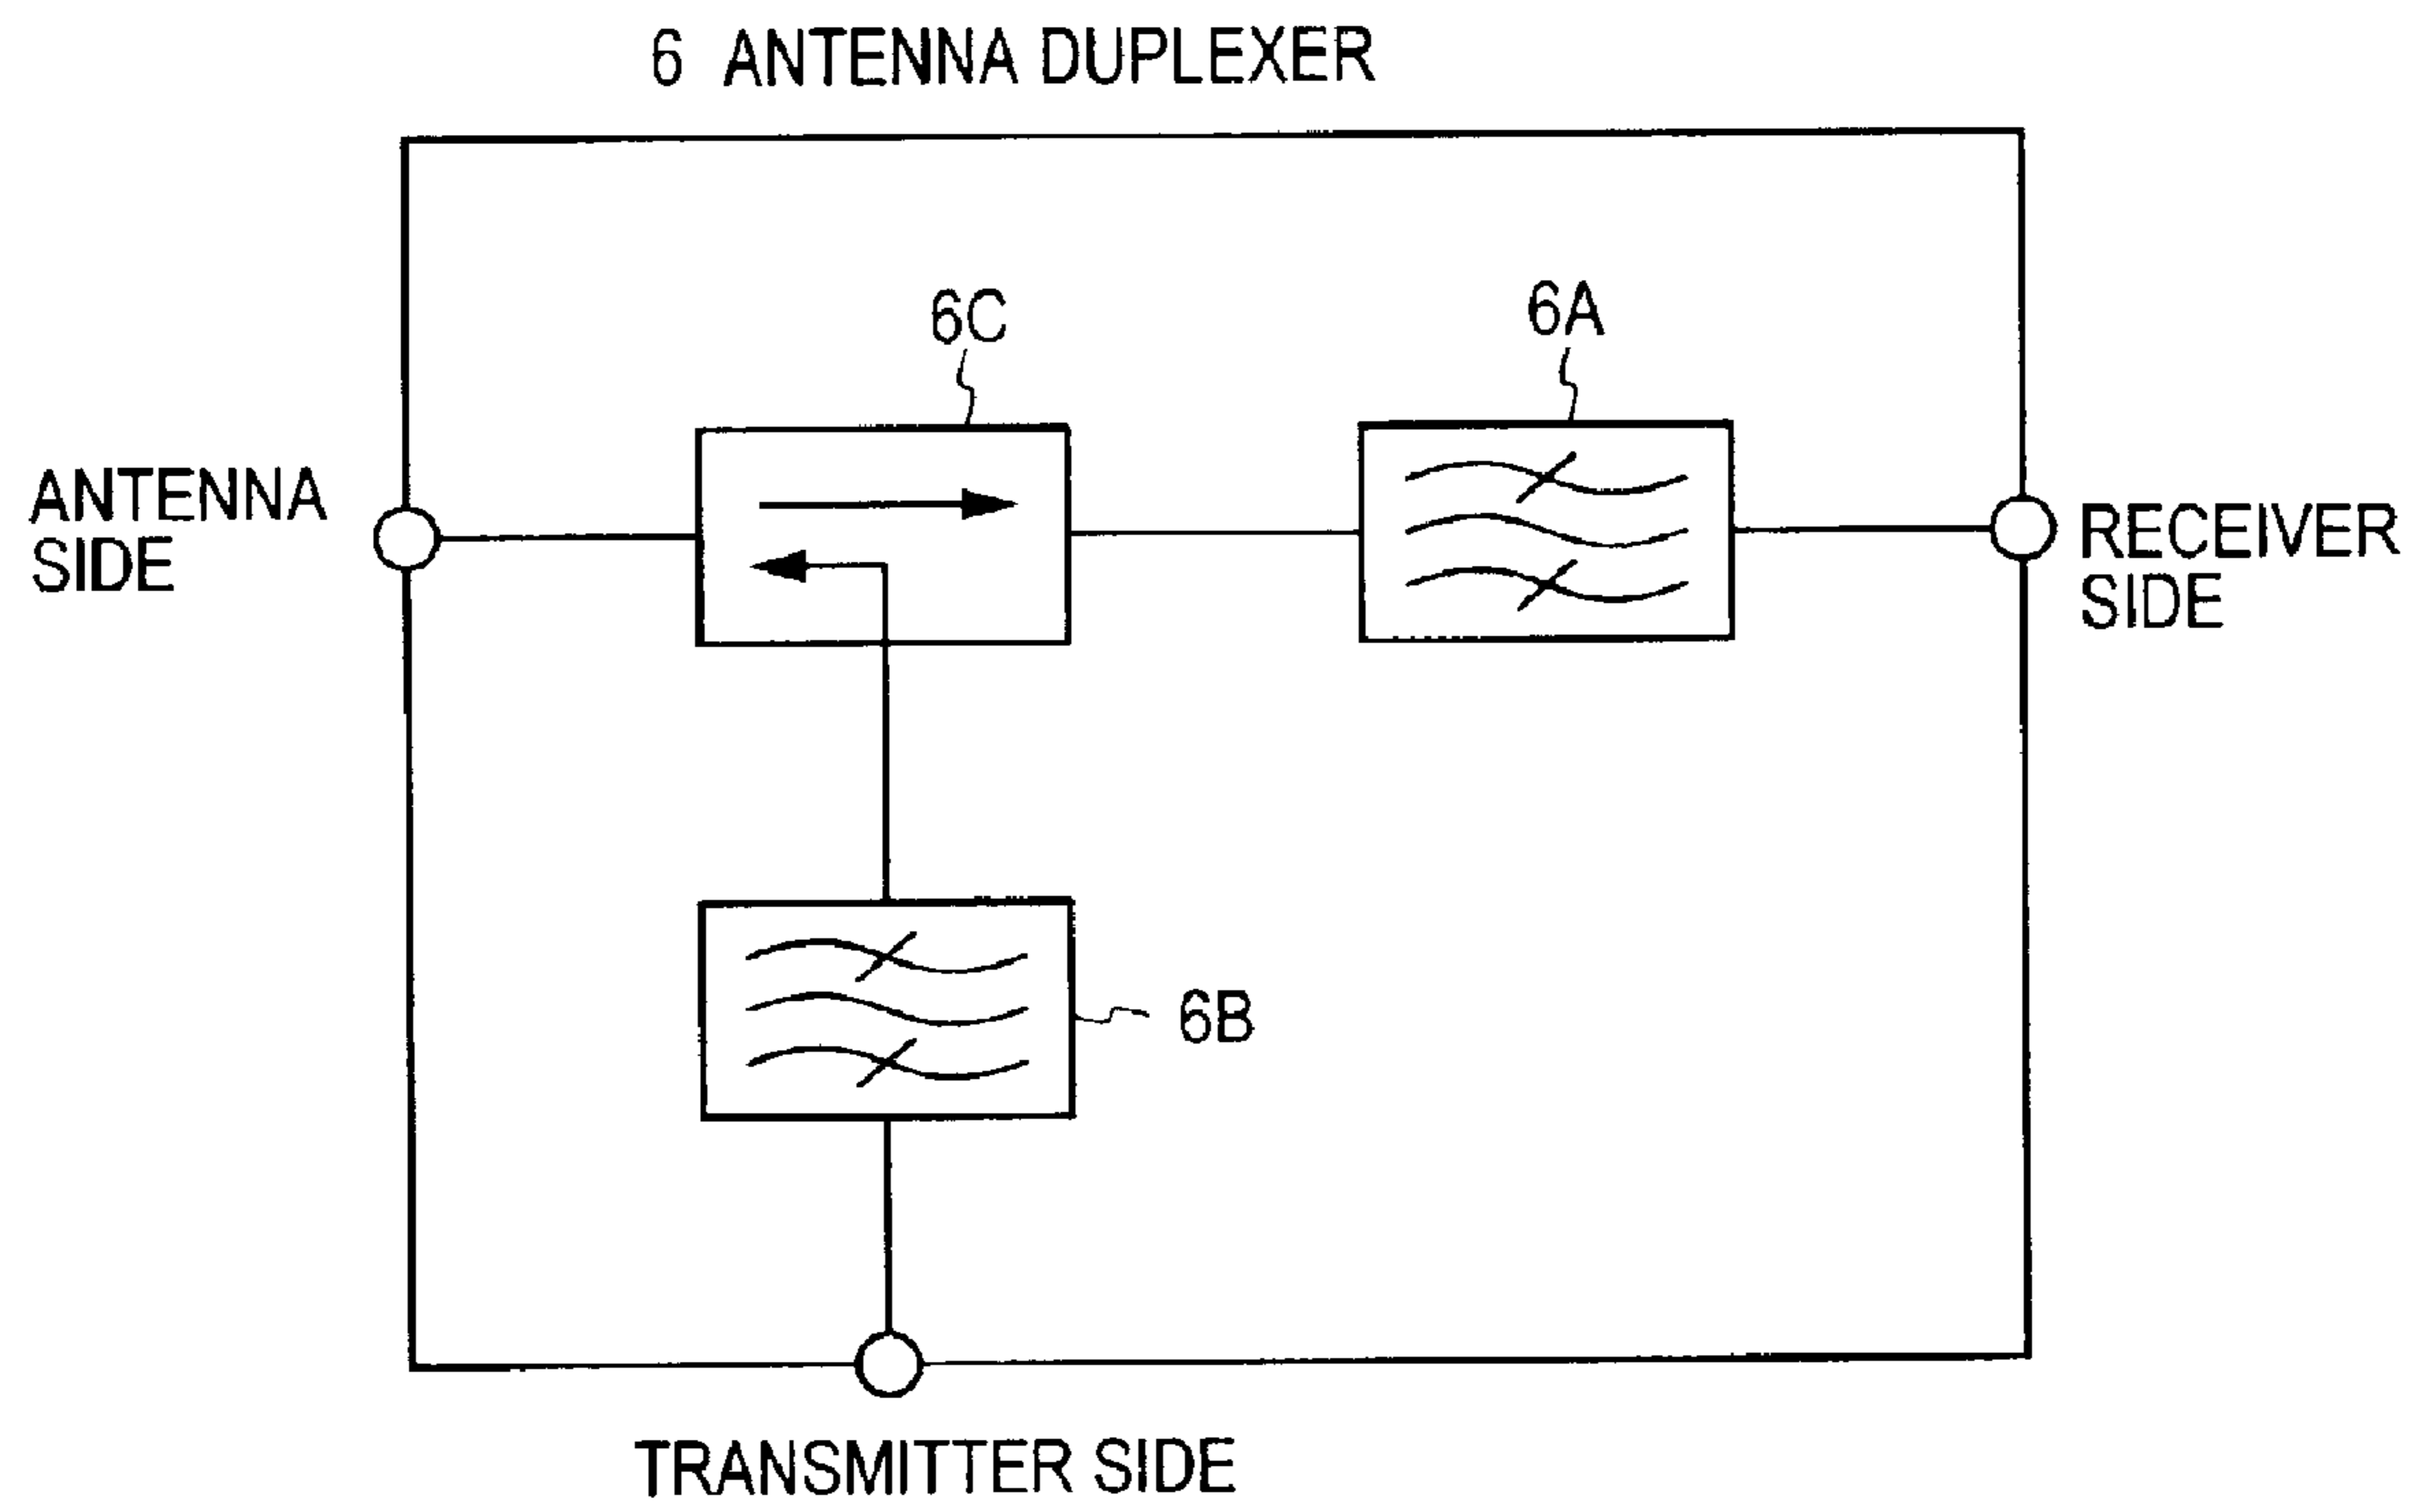 6 ANTENNA DUPLEXER
6C
6A
ANTENNA
SIDE
RECEIVER
SIDE
6B
TRANSMITTER SIDE